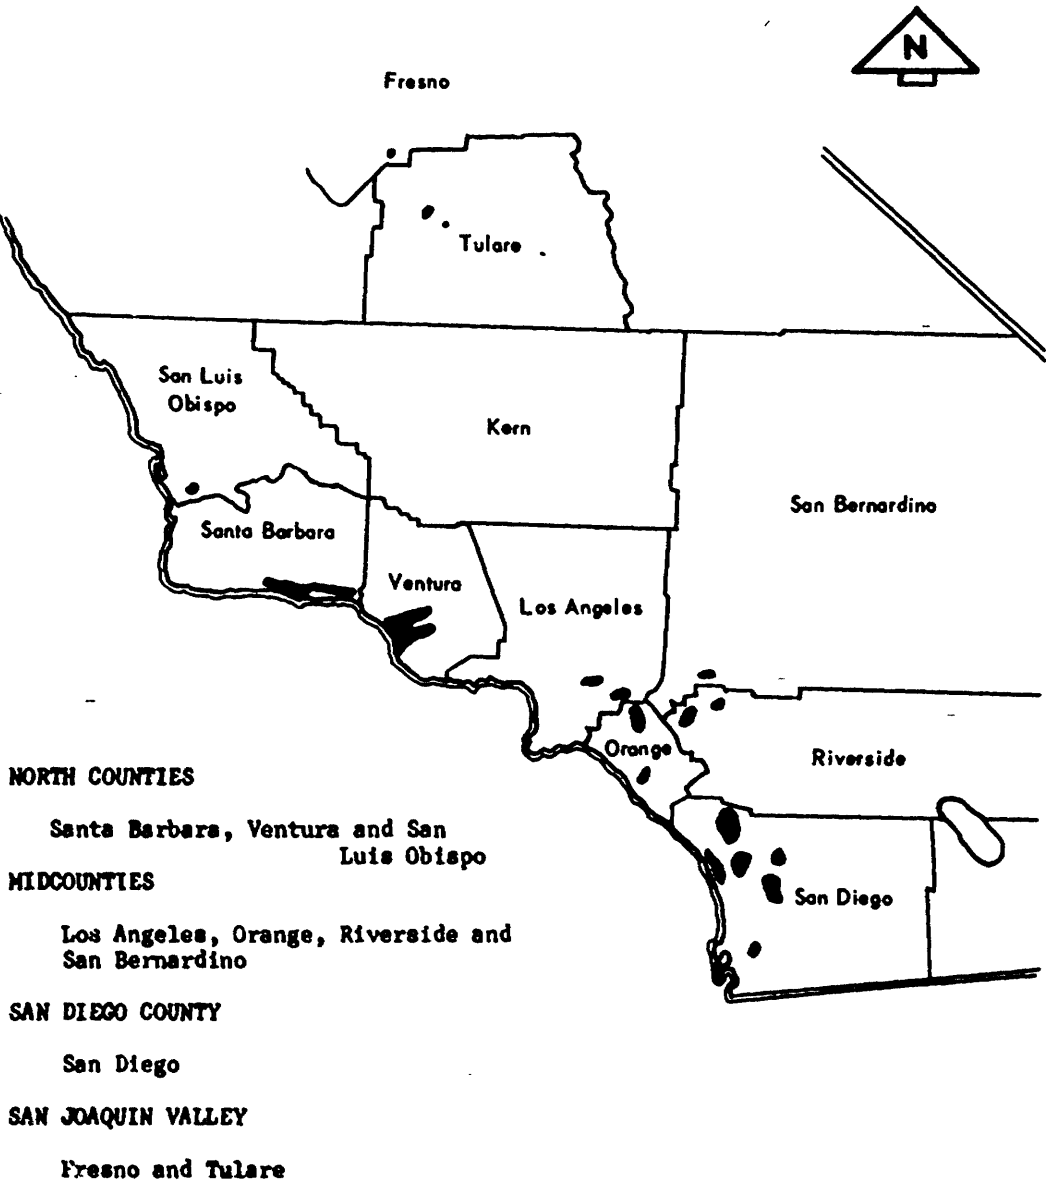 N
Fresno
Tulare
San Luis
Obispo
Kern
San Bernardino
Santa Barbara
Ventura
Los Angeles
Orange
Riverside
San Diego
NORTH COUNTIES
Santa Barbara, Ventura and San
Luis Obispo
MIDCOUNTIES
Los Angeles, Orange, Riverside and
San Bernardino
SAN DIEGO COUNTY
San Diego
SAN JOAQUIN VALLEY
Fresno and Tulare